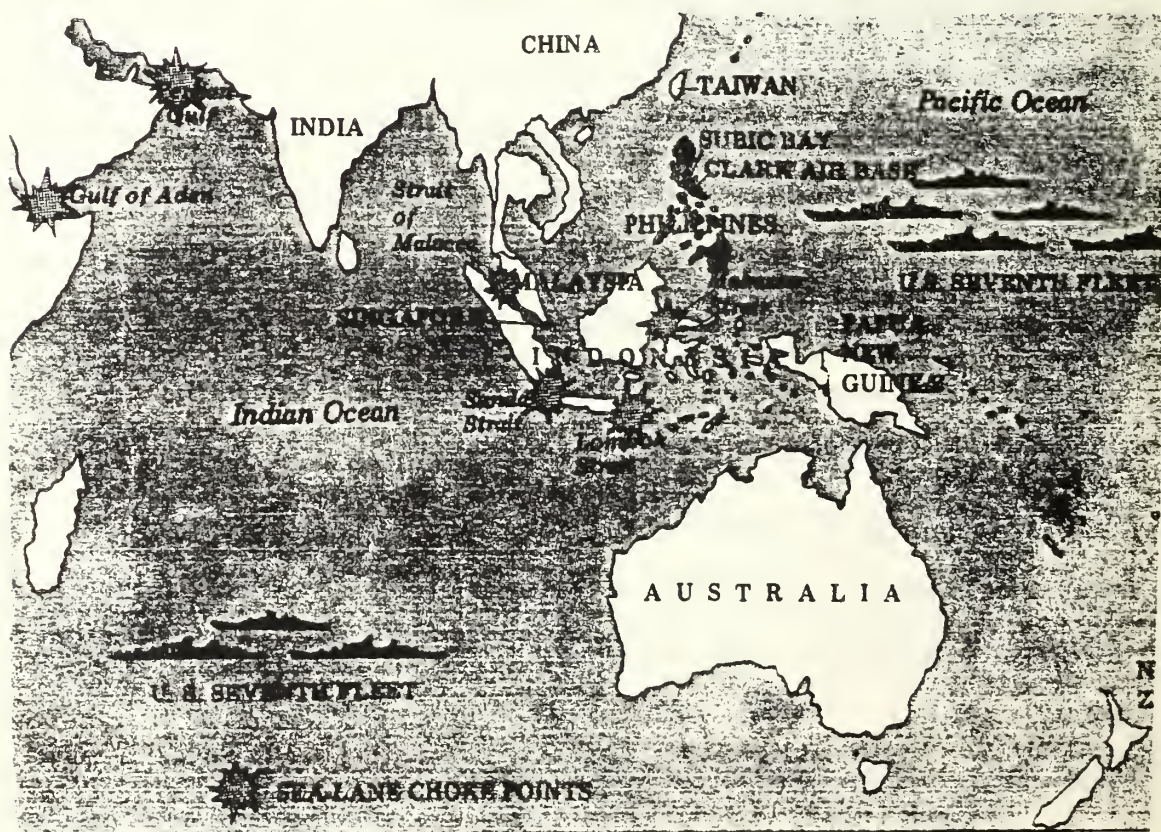 CHINA
TAIWAN
Pacific Ocean
Gulf
INDIA
SUBIC BAY
CLARK AIR BASE
Gulf of Aden
Strait
of
Malacca
PHILIPPINES
MALAYSIA
U.S. SEVENTH FLEET
SINGAPORE
PAPUA
NEW
GUINEA
INDONESIA
Indian Ocean
Sunda
Strait
Lombok
AUSTRALIA
U.S. SEVENTH FLEET
N
Z
SEA LANE CHOKE POINTS